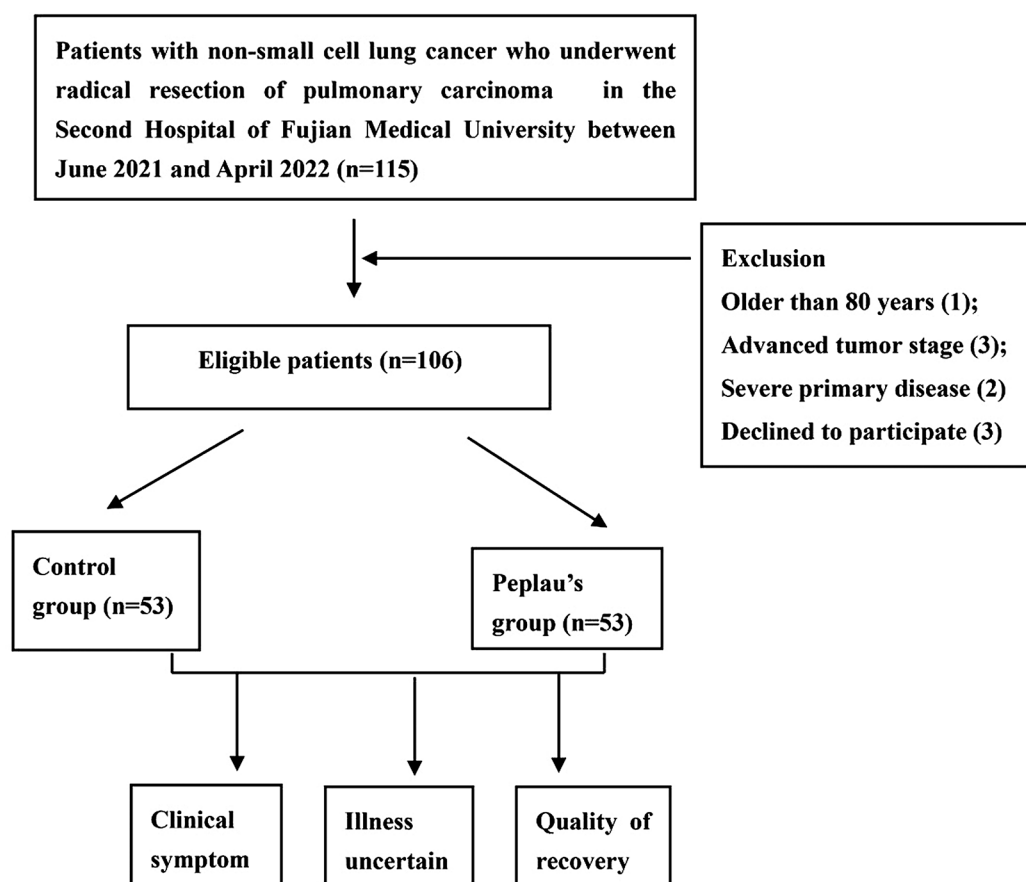 Patients with non-small cell lung cancer who underwent
radical resection of pulmonary carcinoma in the
Second Hospital of Fujian Medical University between
June 2021 and April 2022 (n=115)
Exclusion
Older than 80 years (1);
Advanced tumor stage (3);
Severe primary disease (2)
Declined to participate (3)
Eligible patients (n=106)
Control
group (n=53)
Peplau’s
group (n=53)
Clinical
symptom
Illness
uncertain
Quality of
recovery